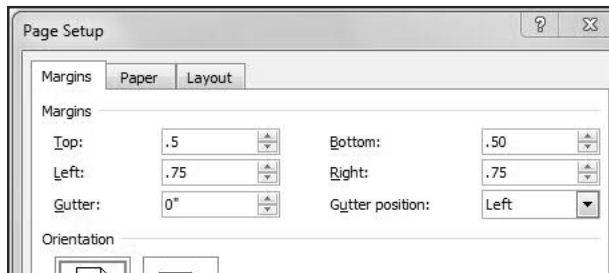 Page Setup
Margins Paper Layout
Margins
Top: .5 Bottom: .50
Left: .75 Right: .75
Gutter: 0" Gutter position: Left
Orientation